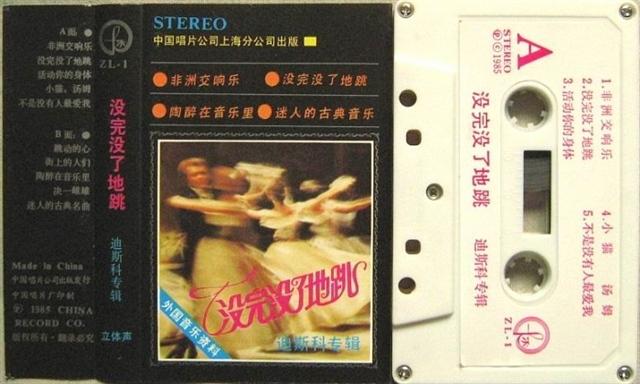 A面：
非洲交响乐
没完没了地跳
活动你的身体
小猫，汤姆
不是没有人最爱我
B面：
跳动的心
街上的人们
陶醉在音乐里
决一雌雄
迷人的古典名曲
Made in China
中国唱片公司出版发行
中国唱片厂印制
℗ 1985 CHINA
RECORD CO.
版权所有·翻录必究
ZL-1
没完没了地跳
迪斯科专辑
立体声
STEREO
中国唱片公司上海分公司出版
非洲交响乐
没完没了地跳
陶醉在音乐里
迷人的古典音乐
没完没了地跳
迪斯科专辑
外国音乐资料
A
STEREO
℗©1985
没完没了地跳
迪斯科专辑
1.非洲交响乐
2.没完没了地跳
3.活动你的身体
4.小猫 汤姆
5.不是没有人最爱我
ZL-1